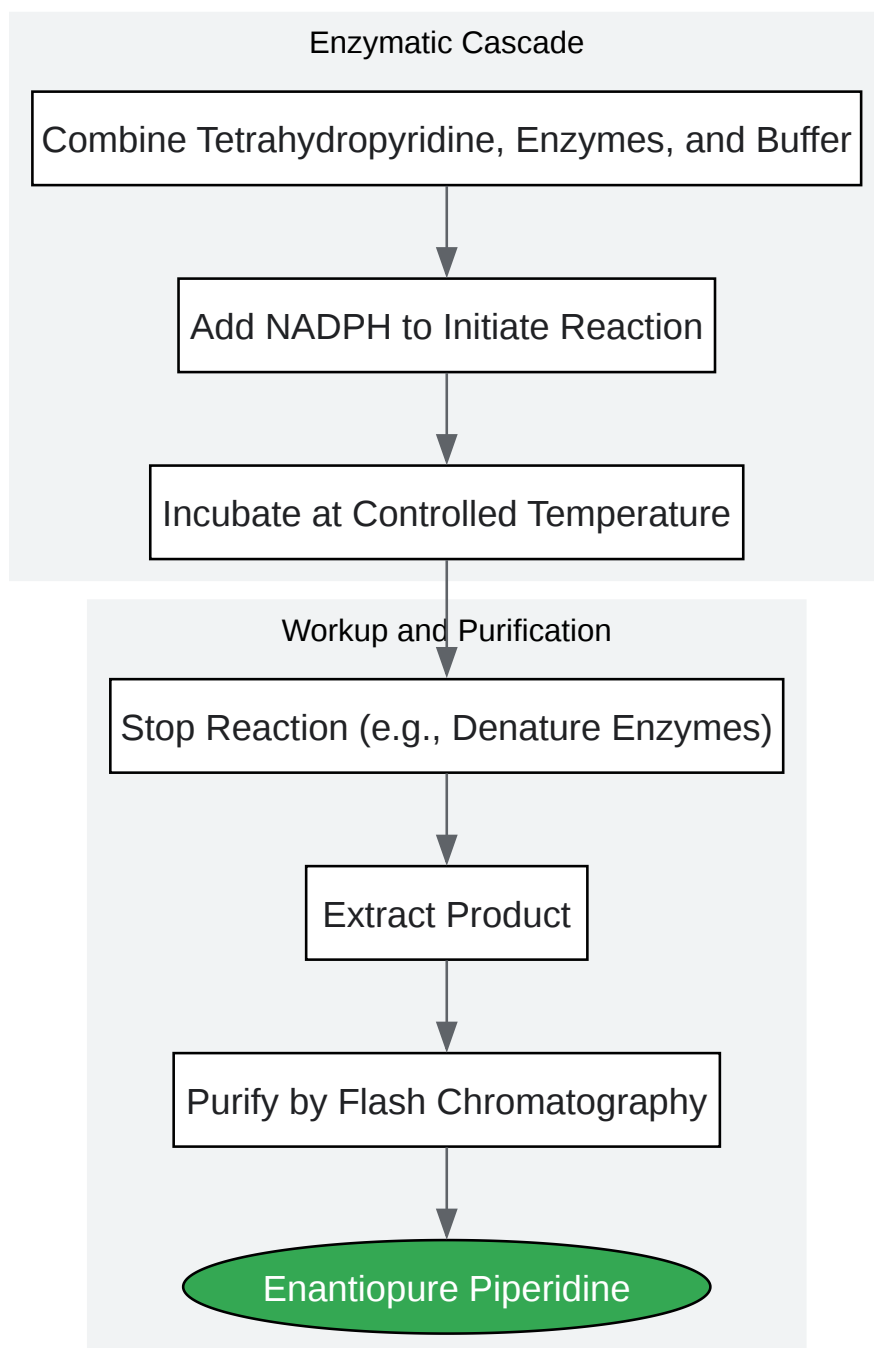 Enzymatic Cascade
Combine Tetrahydropyridine, Enzymes, and Buffer
Add NADPH to Initiate Reaction
Incubate at Controlled Temperature
Workup and Purification
Stop Reaction (e.g., Denature Enzymes)
Extract Product
Purify by Flash Chromatography
Enantiopure Piperidine